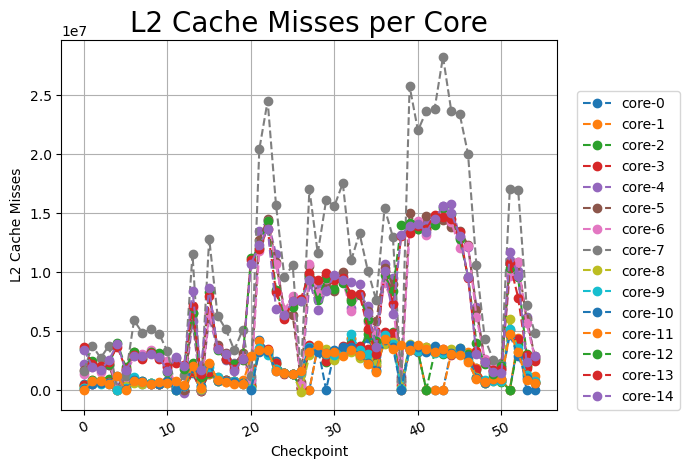 L2 Cache Misses per Core
1e7
2.5
2.0
1.5
1.0
0.5
0.0
L2 Cache Misses
0
10
20
30
40
50
Checkpoint
core-0
core-1
core-2
core-3
core-4
core-5
core-6
core-7
core-8
core-9
core-10
core-11
core-12
core-13
core-14